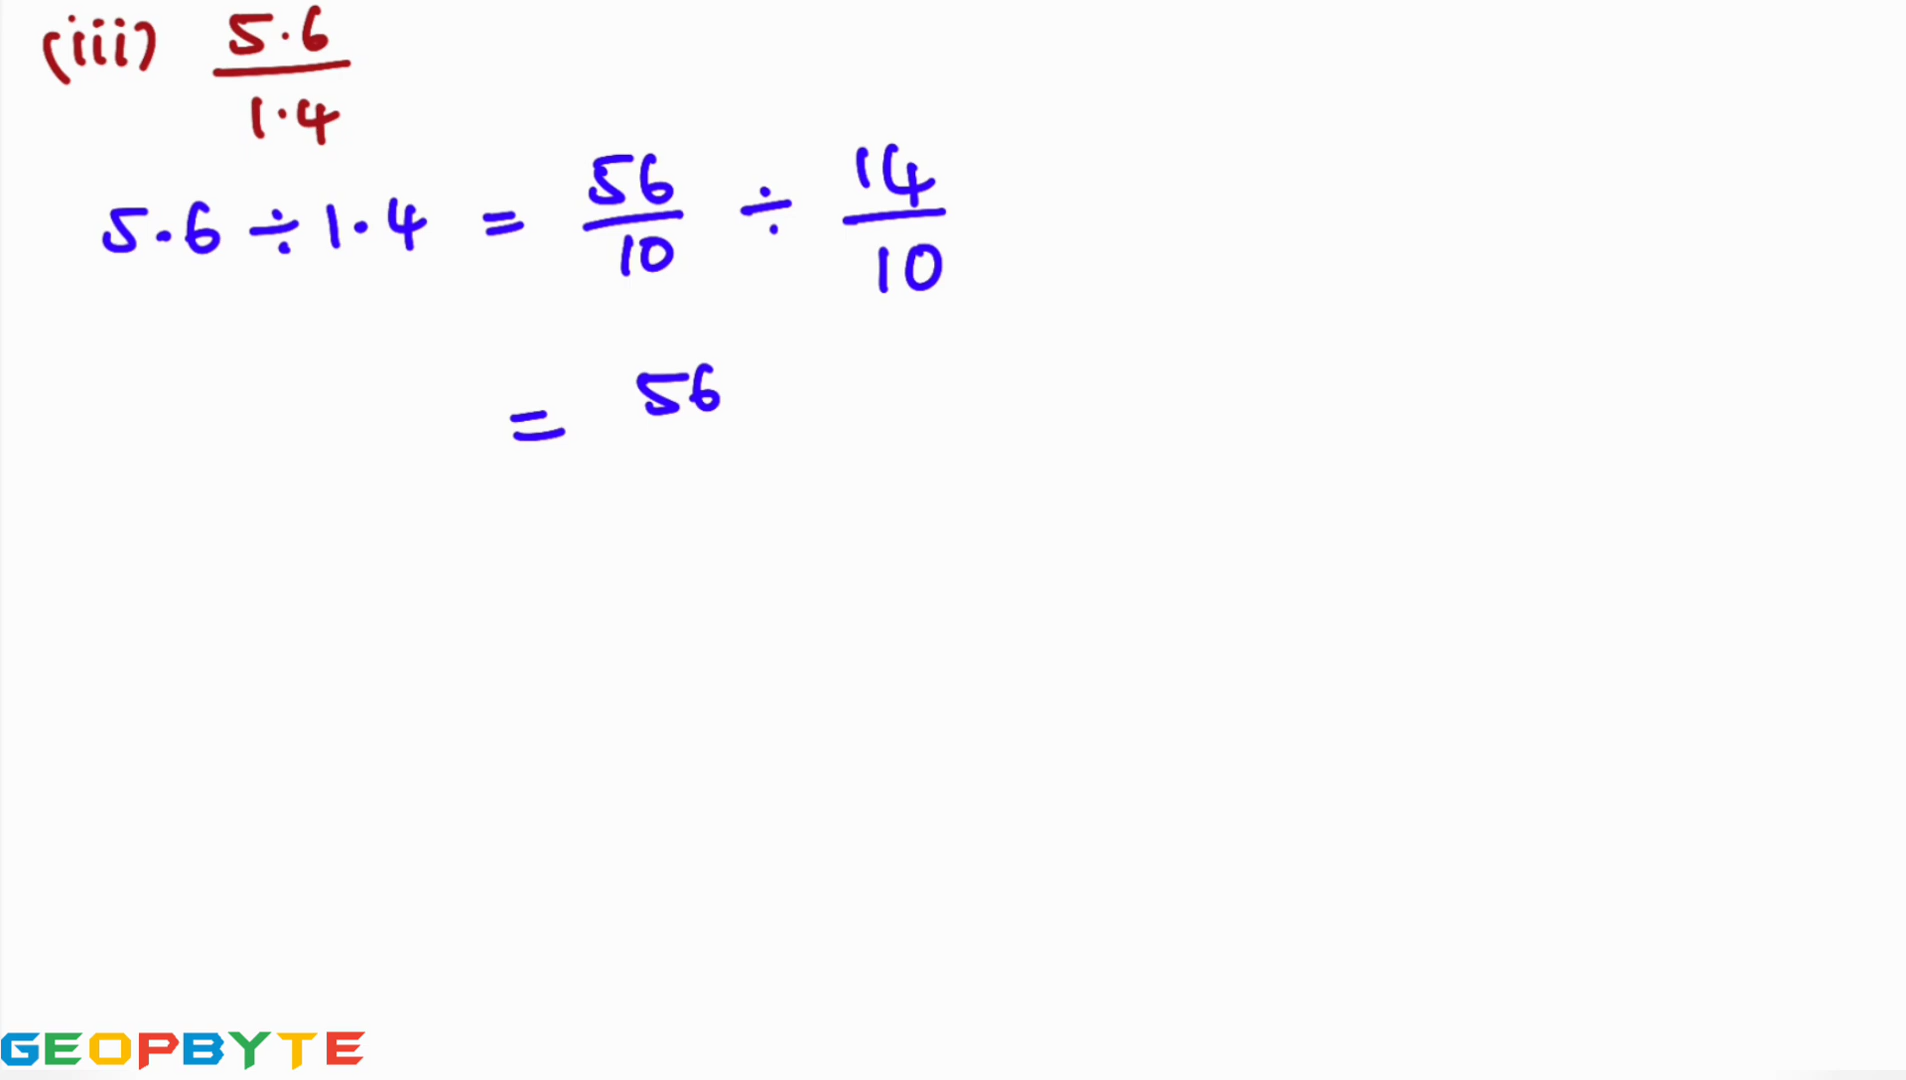 (iii) 5.6/1.4
5.6 ÷ 1.4 = 56/10 ÷ 14/10
= 56
GEOPBYTE